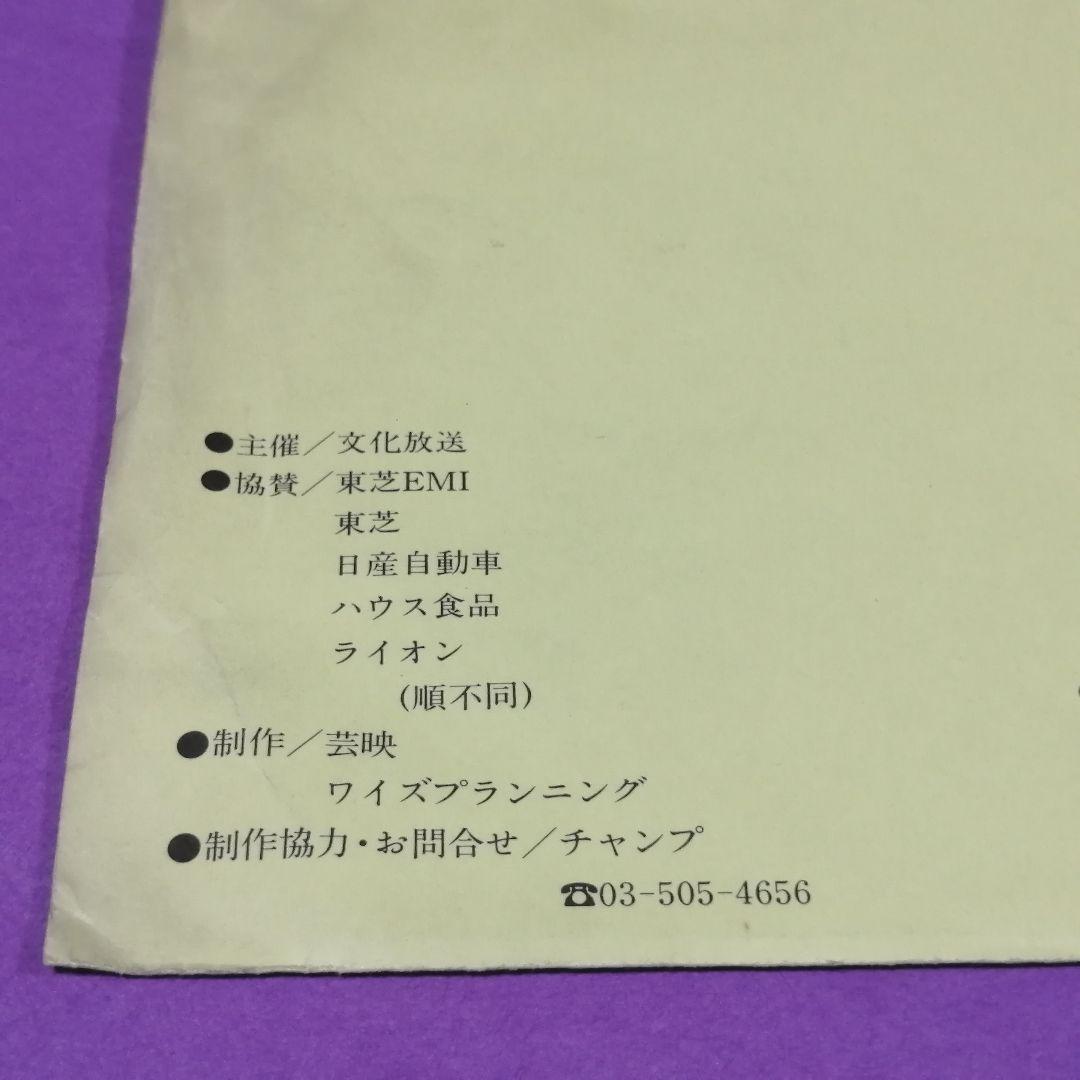 ●主催／文化放送
●協賛／東芝EMI
東芝
日産自動車
ハウス食品
ライオン
(順不同)
●制作／芸映
ワイズプランニング
●制作協力・お問合せ／チャンプ
☎03-505-4656